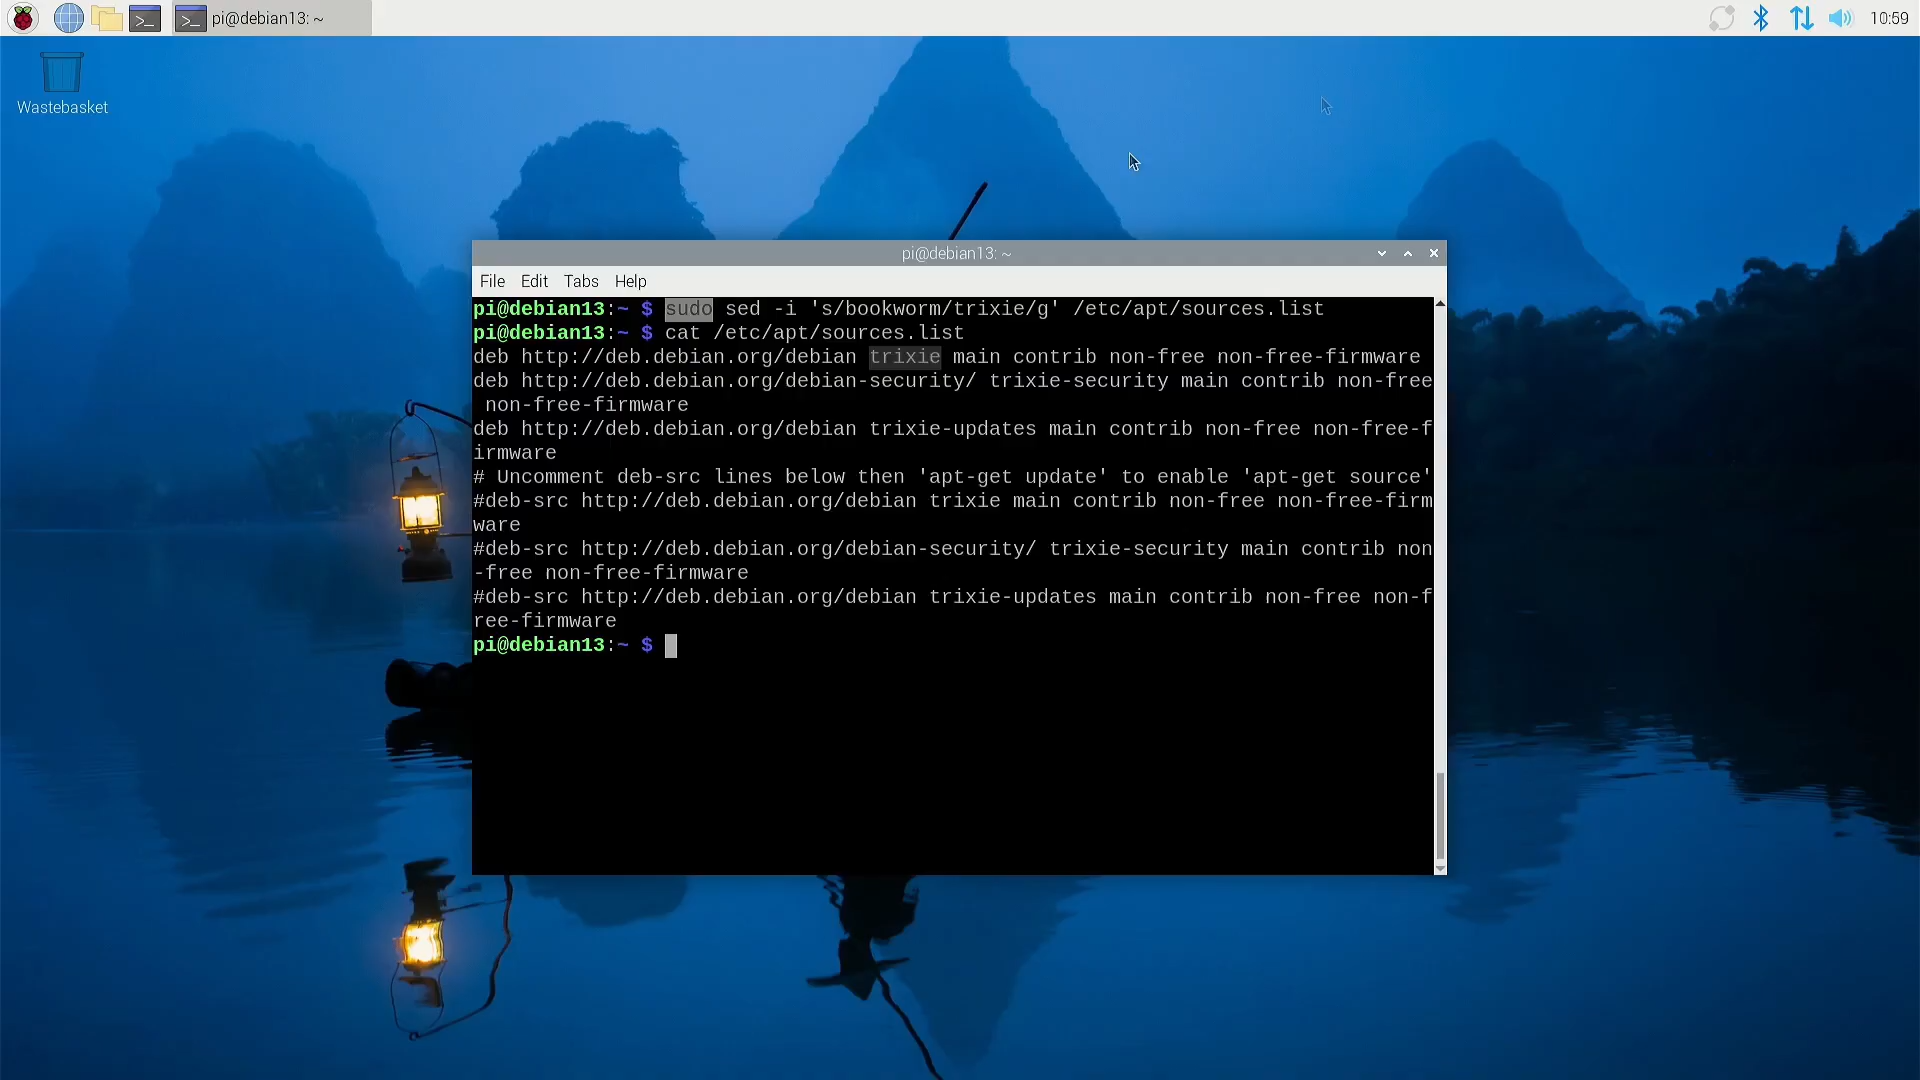 >_ >_ pi@debian13: ~ 10:59
Wastebasket
pi@debian13: ~
File Edit Tabs Help
pi@debian13:~ $ sudo sed -i 's/bookworm/trixie/g' /etc/apt/sources.list
pi@debian13:~ $ cat /etc/apt/sources.list
deb http://deb.debian.org/debian trixie main contrib non-free non-free-firmware
deb http://deb.debian.org/debian-security/ trixie-security main contrib non-free
 non-free-firmware
deb http://deb.debian.org/debian trixie-updates main contrib non-free non-free-f
irmware
# Uncomment deb-src lines below then 'apt-get update' to enable 'apt-get source'
#deb-src http://deb.debian.org/debian trixie main contrib non-free non-free-firm
ware
#deb-src http://deb.debian.org/debian-security/ trixie-security main contrib non
-free non-free-firmware
#deb-src http://deb.debian.org/debian trixie-updates main contrib non-free non-f
ree-firmware
pi@debian13:~ $